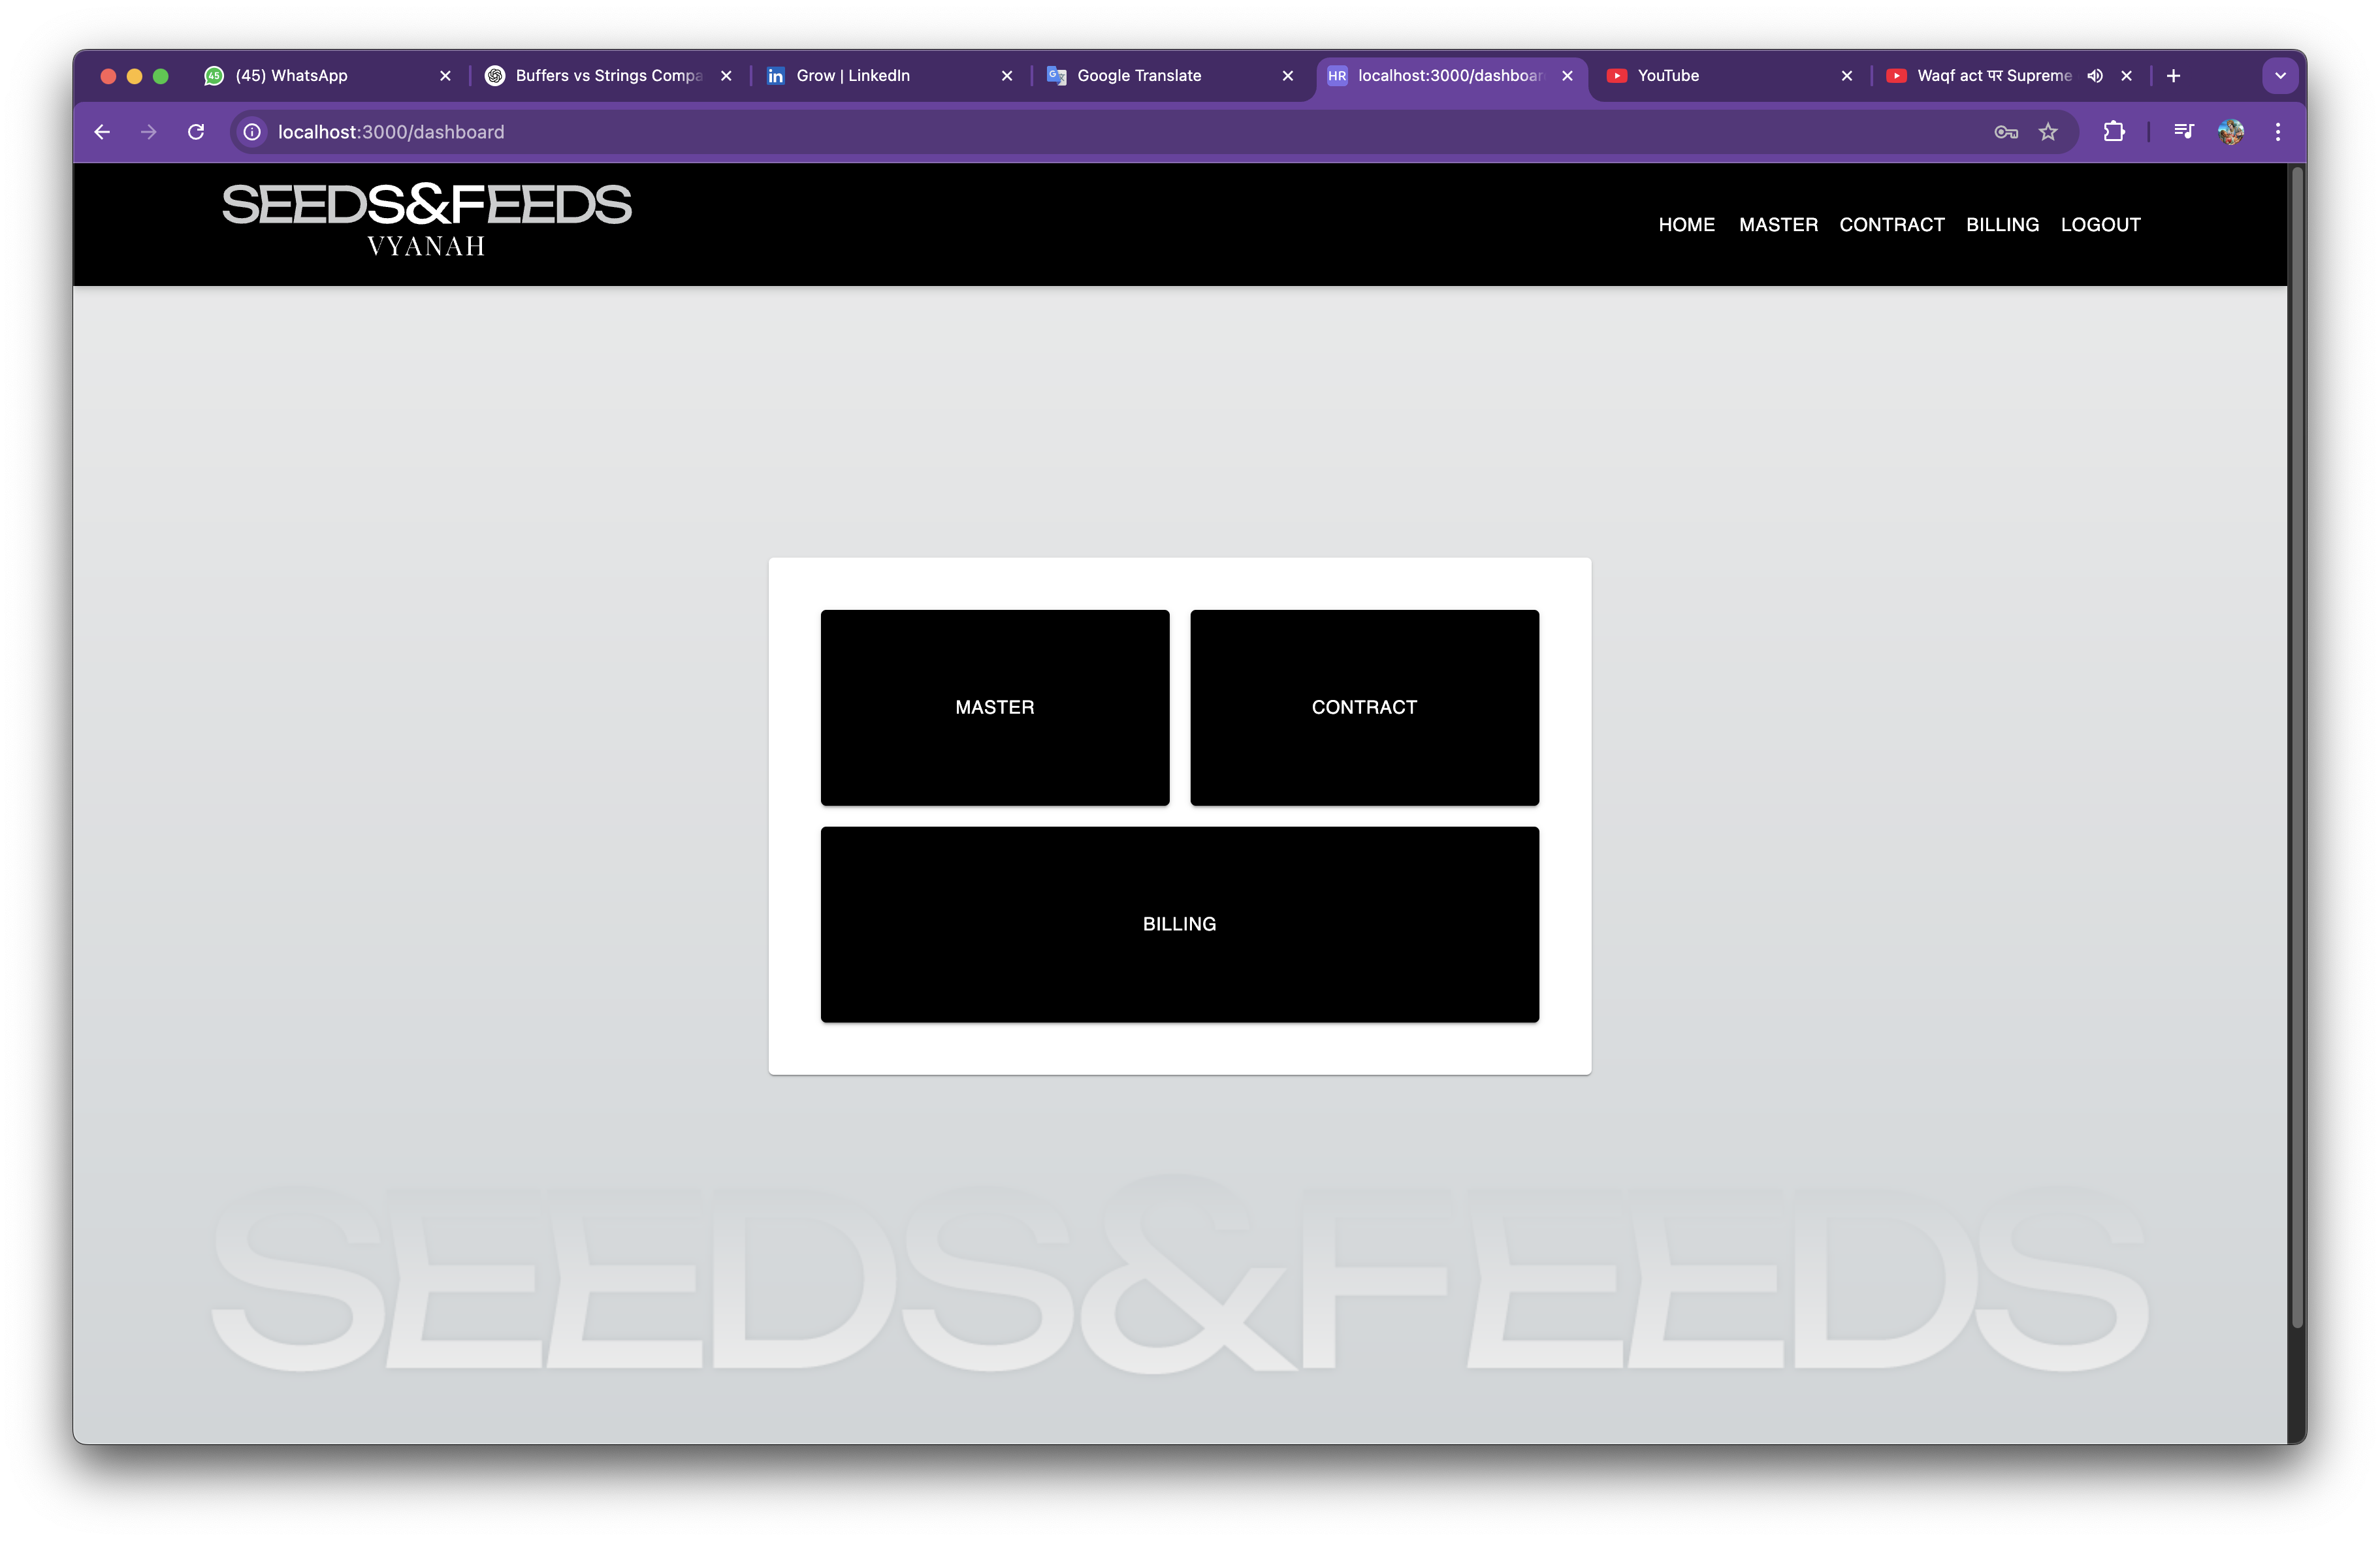 (45) WhatsApp
Buffers vs Strings Compa
Grow | LinkedIn
Google Translate
HR
localhost:3000/dashboar
YouTube
Waqf act पर Supreme
localhost:3000/dashboard
SEEDS&FEEDS
VYANAH
HOME MASTER CONTRACT BILLING LOGOUT
MASTER
CONTRACT
BILLING
SEEDS&FEEDS